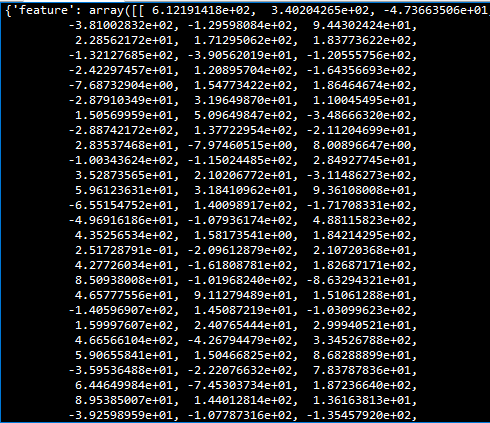 {'feature': array([[ 6.12191418e+02, 3.40204265e+02, -4.73663506e+01,
-3.81002832e+02, -1.29598084e+02, 9.44302424e+01,
2.28562172e+01, 1.71295062e+02, 1.83773622e+02,
-1.32127685e+02, -3.90562019e+01, -1.20555756e+02,
-2.42297457e+01, 1.20895704e+02, -1.64356693e+02,
-7.68732904e+00, 1.54773422e+02, 1.86464674e+02,
-2.87910349e+01, 3.19649870e+01, 1.10045495e+01,
1.50569959e+01, 5.09649847e+02, -3.48666320e+02,
-2.88742172e+02, 1.37722954e+02, -2.11204699e+01,
2.83537468e+01, -7.97460515e+00, 8.00896647e+00,
-1.00343624e+02, -1.15024485e+02, 2.84927745e+01,
3.52873565e+01, 2.10206772e+01, -3.11486273e+02,
5.96123631e+01, 3.18410962e+02, 9.36108008e+01,
-6.55154752e+01, 1.40098917e+02, -1.71708331e+02,
-4.96916186e+01, -1.07936174e+02, 4.88115823e+02,
4.35256534e+02, 1.58173541e+00, 1.84214295e+02,
2.51728791e-01, -2.09612879e+02, 2.10720368e+01,
4.27726034e+01, -1.61808781e+02, 1.82687171e+02,
8.50938008e+01, -1.01968240e+02, -8.63294321e+01,
4.65777556e+01, 9.11279489e+01, 1.51061288e+01,
-1.40596907e+02, 1.45087219e+01, -1.03099623e+02,
1.59997607e+02, 2.40765444e+01, 2.99940521e+01,
4.66566104e+02, -4.26794479e+02, 3.34526788e+02,
5.90655841e+01, 1.50466825e+02, 8.68288899e+01,
-3.59536488e+01, -2.22076632e+02, 7.83787836e+01,
6.44649984e+01, -7.45303734e+01, 1.87236640e+02,
8.95385007e+01, 1.44012814e+02, 1.36163813e+01,
-3.92598959e+01, -1.07787316e+02, -1.35457920e+02,